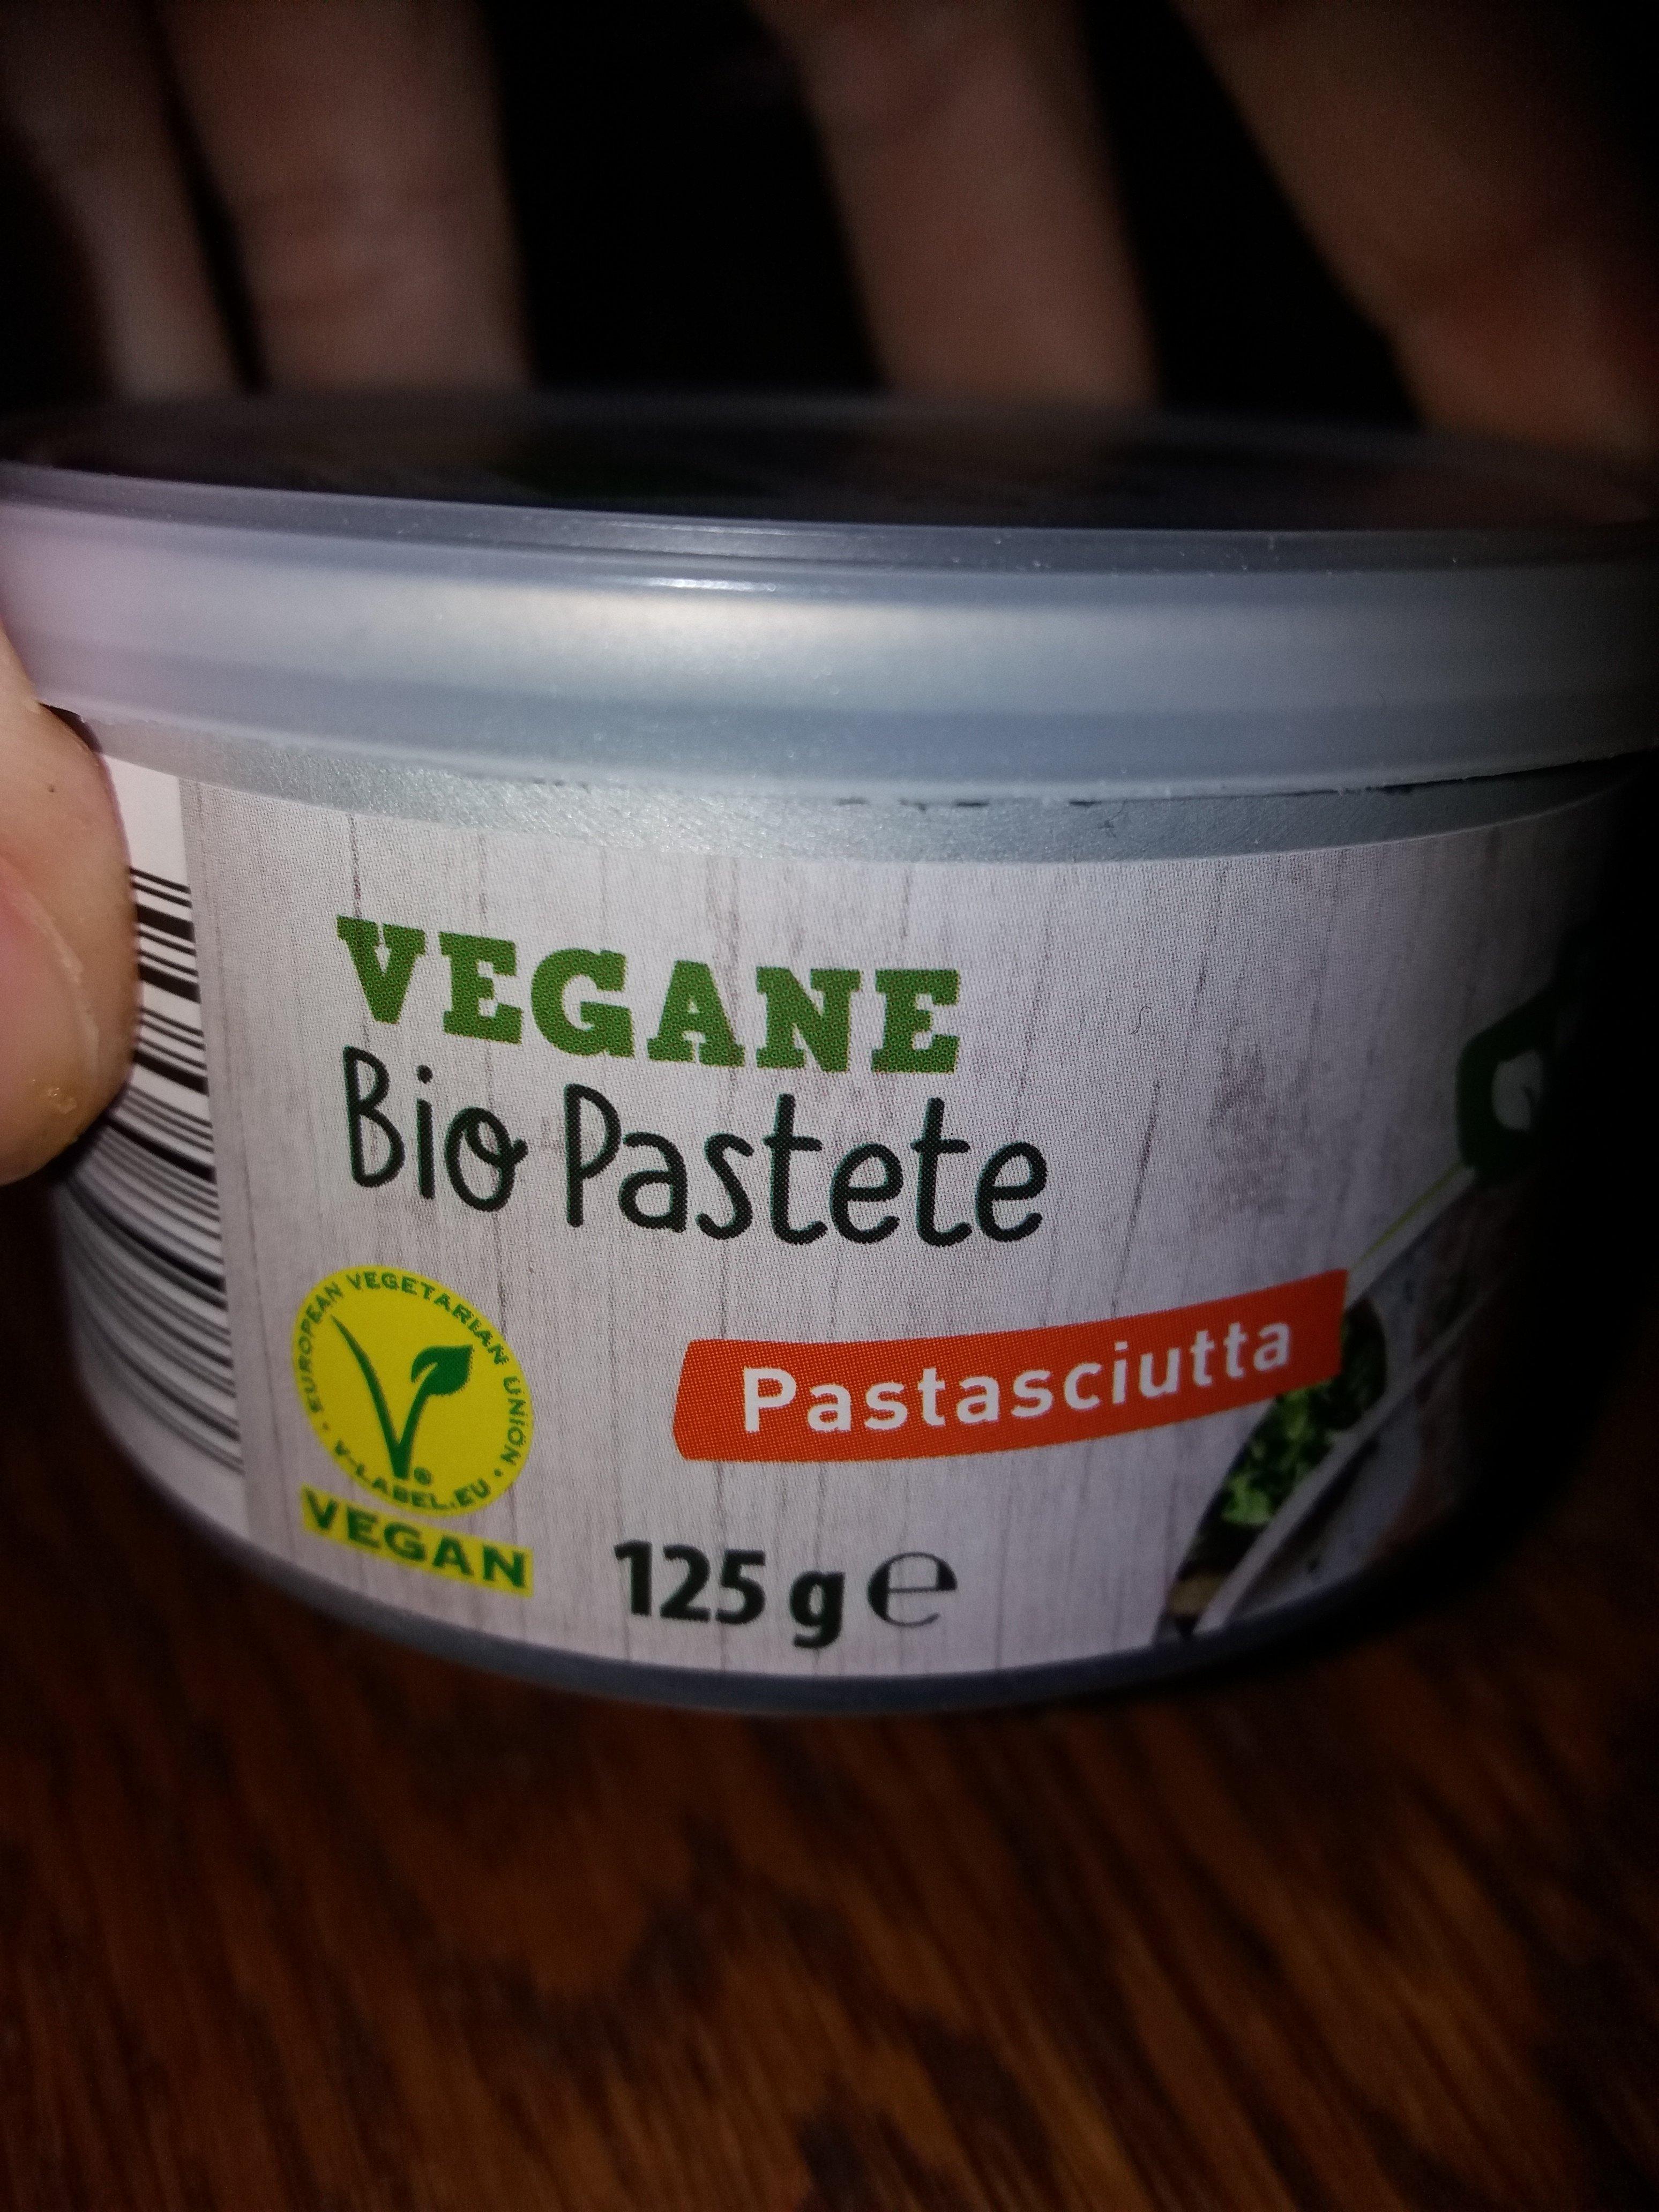 VEGANE
Bio Pastete
Pastasciutta
· EUROPEAN VEGETARIAN UNION ·
V-LABEL.EU
®
VEGAN
125 g ℮